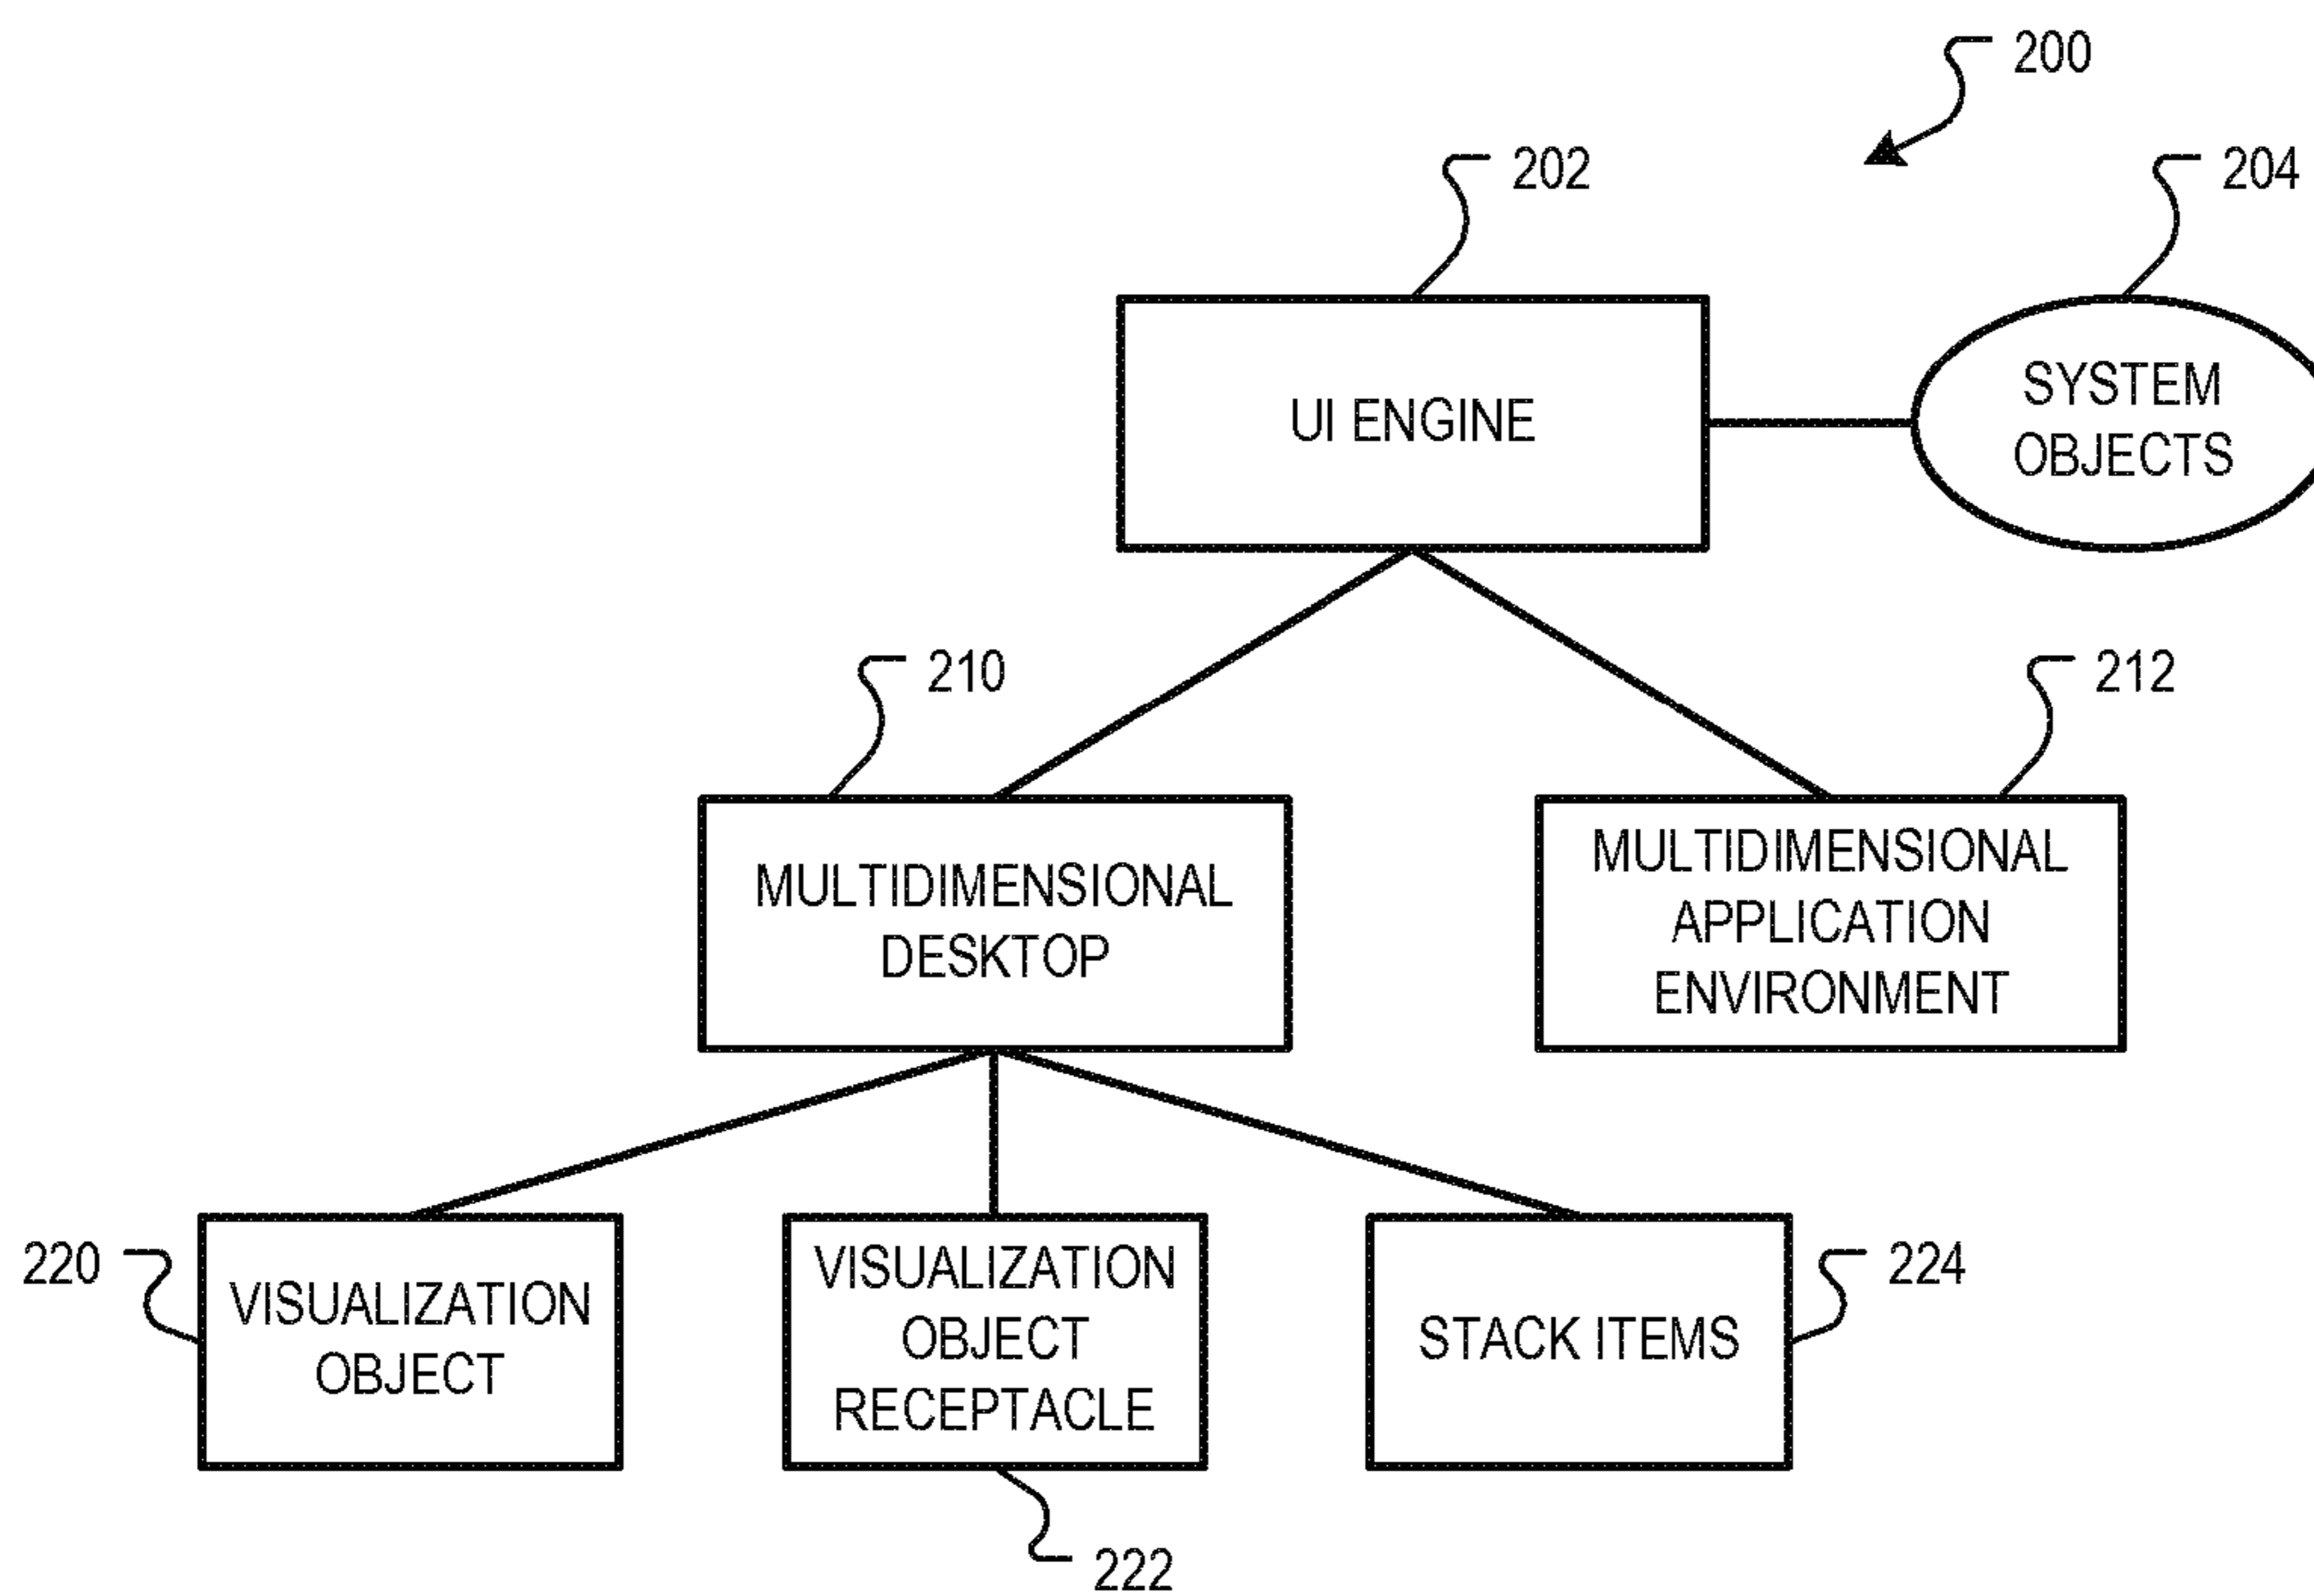 200
202
204
UI ENGINE
SYSTEM
OBJECTS
210
212
MULTIDIMENSIONAL
DESKTOP
MULTIDIMENSIONAL
APPLICATION
ENVIRONMENT
220
VISUALIZATION
OBJECT
VISUALIZATION
OBJECT
RECEPTACLE
STACK ITEMS
224
222